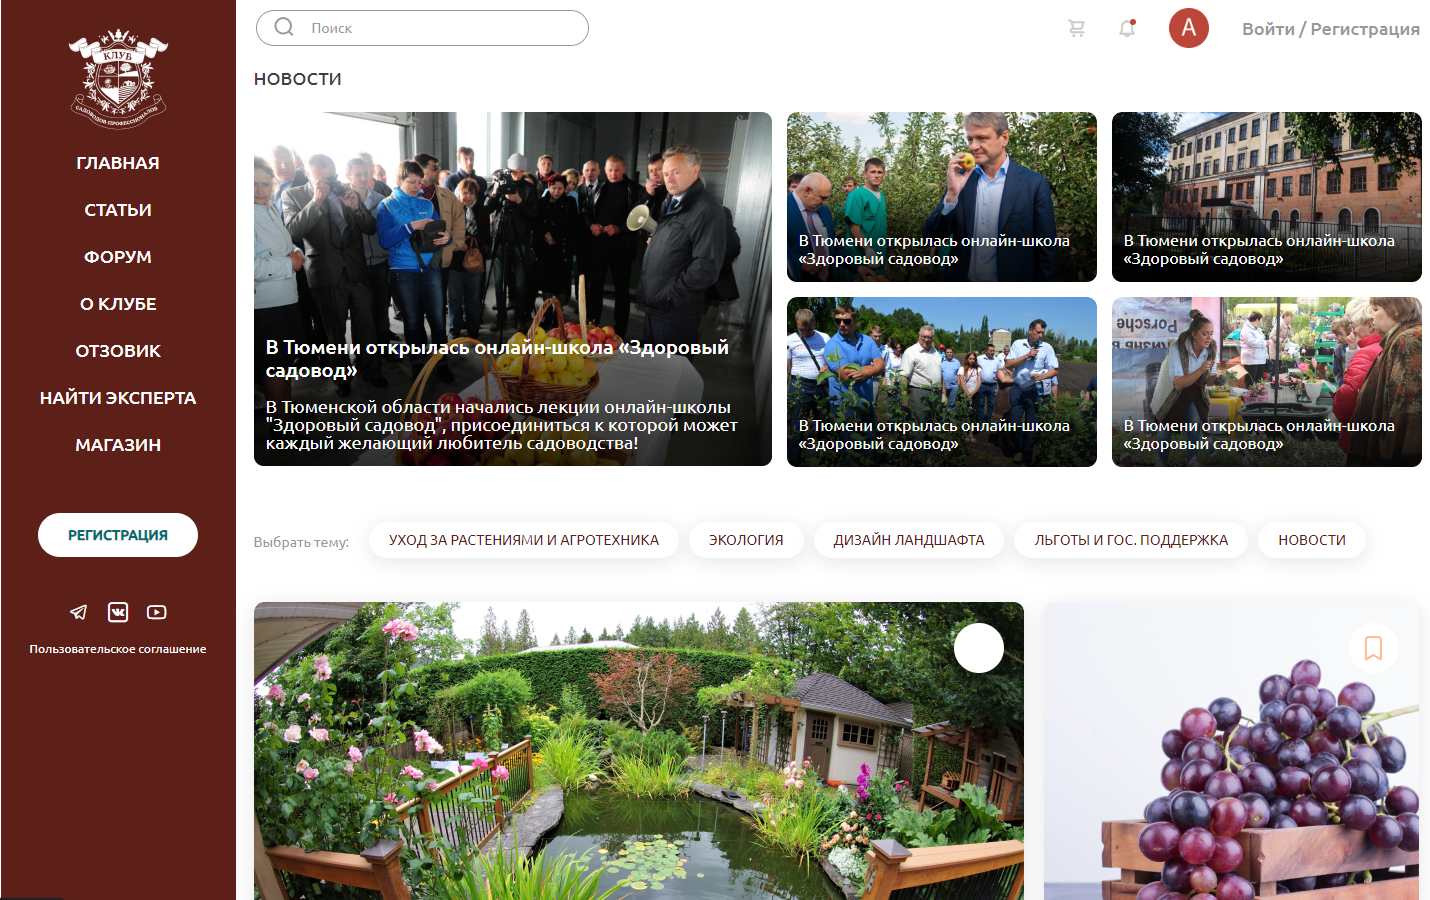 КЛУБ
САДОВОДОВ-ПРОФЕССИОНАЛОВ
ГЛАВНАЯ
СТАТЬИ
ФОРУМ
О КЛУБЕ
ОТЗОВИК
НАЙТИ ЭКСПЕРТА
МАГАЗИН
РЕГИСТРАЦИЯ
Пользовательское соглашение
Поиск
А
Войти / Регистрация
НОВОСТИ
В Тюмени открылась онлайн-школа «Здоровый
садовод»
В Тюменской области начались лекции онлайн-школы
"Здоровый садовод", присоединиться к которой может
каждый желающий любитель садоводства!
В Тюмени открылась онлайн-школа
«Здоровый садовод»
В Тюмени открылась онлайн-школа
«Здоровый садовод»
В Тюмени открылась онлайн-школа
«Здоровый садовод»
Porsche
В Тюмени открылась онлайн-школа
«Здоровый садовод»
Выбрать тему:
УХОД ЗА РАСТЕНИЯМИ И АГРОТЕХНИКА
ЭКОЛОГИЯ
ДИЗАЙН ЛАНДШАФТА
ЛЬГОТЫ И ГОС. ПОДДЕРЖКА
НОВОСТИ